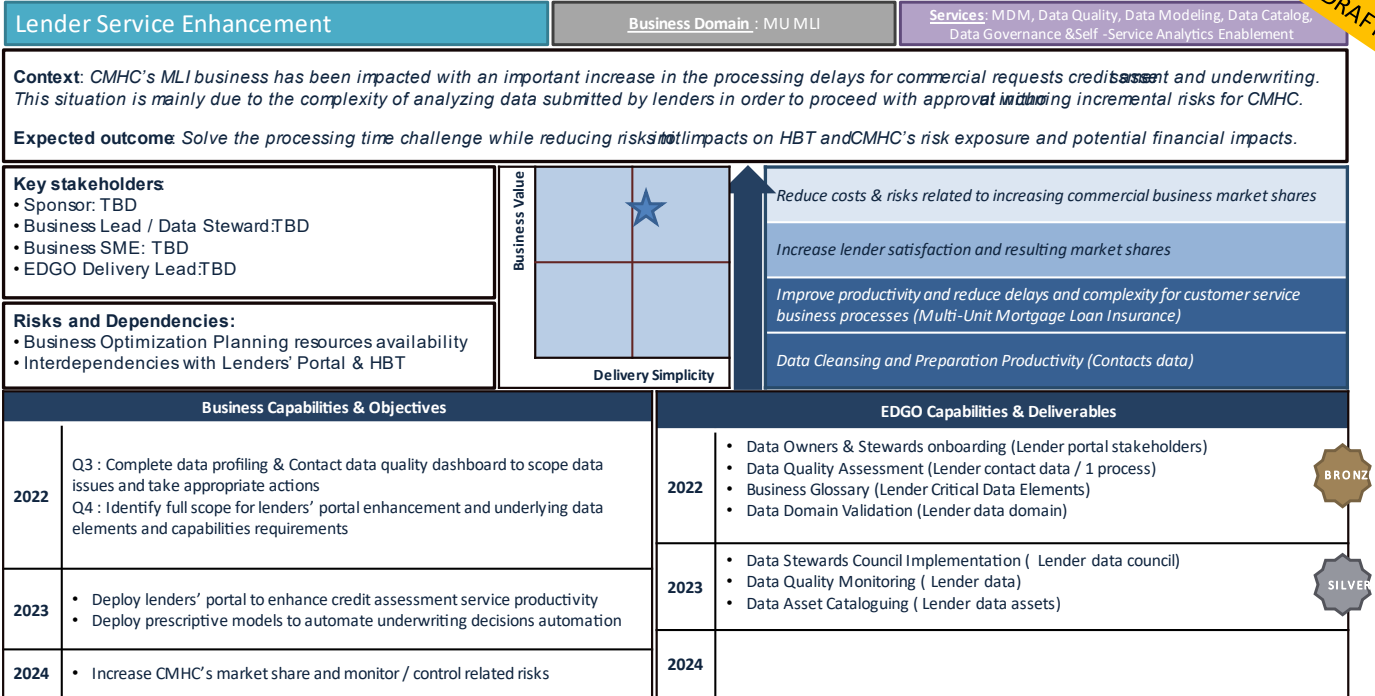 Lender Service Enhancement
Business Domain : MU MLI
Services: MDM, Data Quality, Data Modeling, Data Catalog,
Data Governance &Self -Service Analytics Enablement
Context: CMHC's MLI business has been impacted with an important increase in the processing delays for commercial requests credit and underwriting.
This situation is mainly due to the complexity of analyzing data submitted by lenders in order to proceed with incremental risks for CMHC.
Expected outcome: Solve the processing time challenge while reducing risks impacts on HBT and CMHC's risk exposure and potential financial impacts.
Key stakeholders:
• Sponsor: TBD
• Business Lead / Data Steward:TBD
• Business SME: TBD
• EDGO Delivery Lead:TBD
Risks and Dependencies:
• Business Optimization Planning resources availability
• Interdependencies with Lenders' Portal & HBT
Business Value
Delivery Simplicity
Reduce costs & risks related to increasing commercial business market shares
Increase lender satisfaction and resulting market shares
Improve productivity and reduce delays and complexity for customer service
business processes (Multi-Unit Mortgage Loan Insurance)
Data Cleansing and Preparation Productivity (Contacts data)
Business Capabilities & Objectives
2022
Q3 : Complete data profiling & Contact data quality dashboard to scope data
issues and take appropriate actions
Q4 : Identify full scope for lenders' portal enhancement and underlying data
elements and capabilities requirements
2023
• Deploy lenders' portal to enhance credit assessment service productivity
• Deploy prescriptive models to automate underwriting decisions automation
2024
• Increase CMHC's market share and monitor / control related risks
EDGO Capabilities & Deliverables
2022
• Data Owners & Stewards onboarding (Lender portal stakeholders)
• Data Quality Assessment (Lender contact data / 1 process)
• Business Glossary (Lender Critical Data Elements)
• Data Domain Validation (Lender data domain)
BRONZ
2023
• Data Stewards Council Implementation ( Lender data council)
• Data Quality Monitoring ( Lender data)
• Data Asset Cataloguing ( Lender data assets)
SILVER
2024